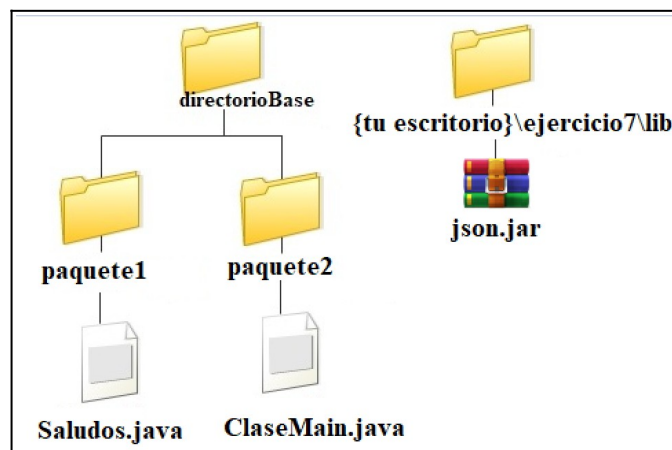 directorioBase
{tu escritorio}\ejercicio7\lib
json.jar
paquete1
paquete2
Saludos.java
ClaseMain.java